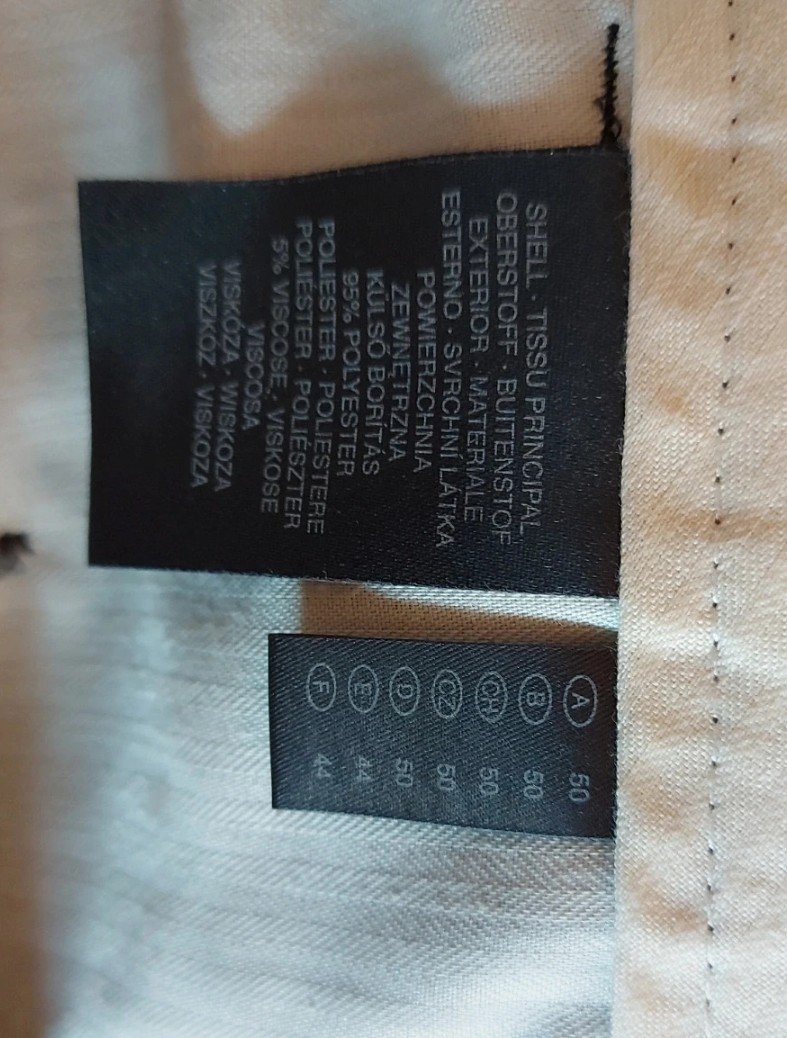 SHELL · TISSU PRINCIPAL
OBERSTOFF · BUITENSTOF
EXTERIOR · MATERIALE
ESTERNO · SVRCHNÍ LÁTKA
POWIERZCHNIA
ZEWNĘTRZNA
KÜLSŐ BORÍTÁS
95% POLYESTER
POLIESTER · POLIESTERE
POLIÉSTER · POLIÉSZTER
5% VISCOSE · VISKOSE
VISCOSA
VISKÓZA · WISKOZA
VISZKÓZ · VISKOZA
A 50
B 50
CH 50
CZ 50
D 50
E 44
F 44